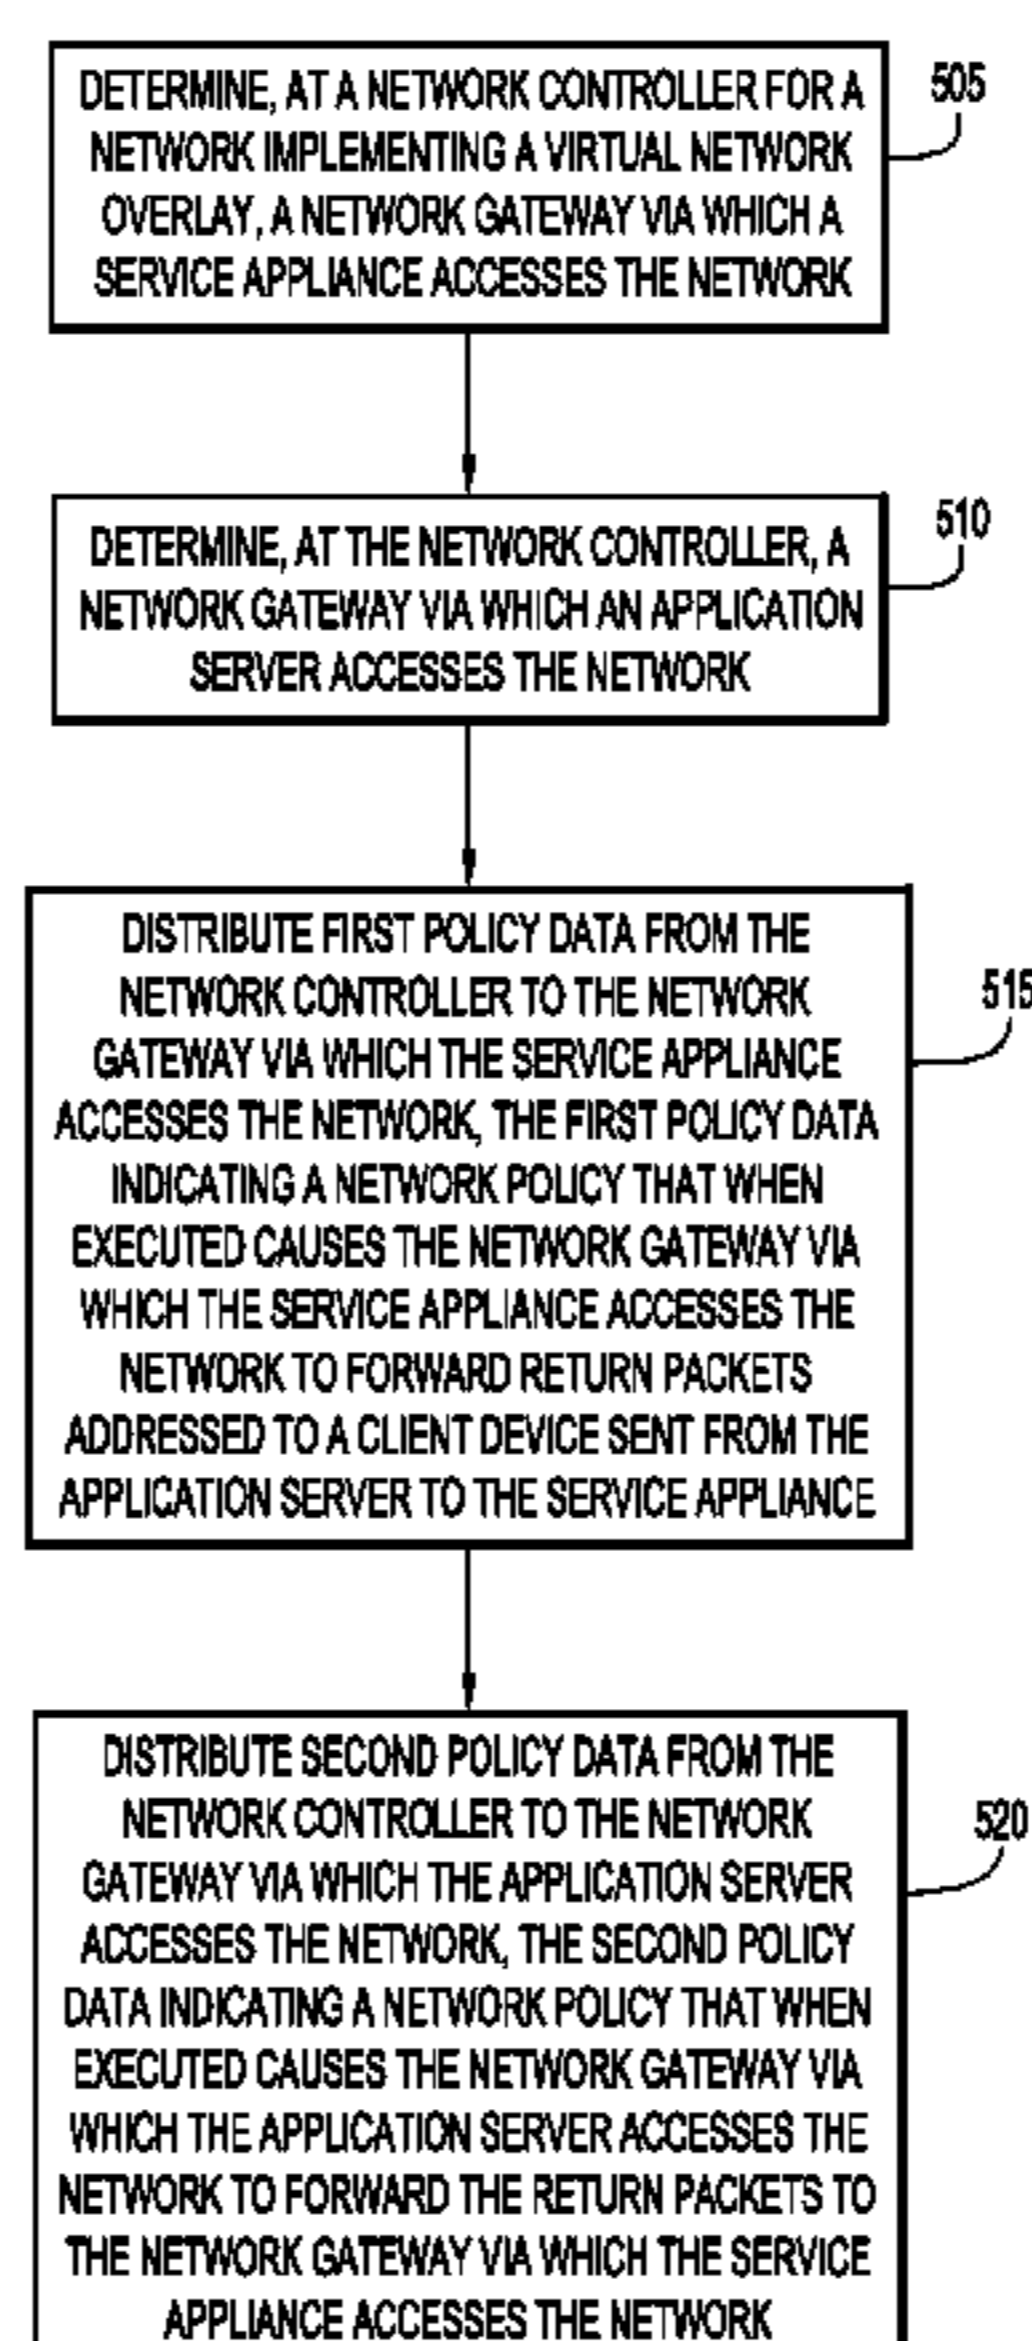 DETERMINE, AT A NETWORK CONTROLLER FOR A
NETWORK IMPLEMENTING A VIRTUAL NETWORK
OVERLAY, A NETWORK GATEWAY VIA WHICH A
SERVICE APPLIANCE ACCESSES THE NETWORK
505
DETERMINE, AT THE NETWORK CONTROLLER, A
NETWORK GATEWAY VIA WHICH AN APPLICATION
SERVER ACCESSES THE NETWORK
510
DISTRIBUTE FIRST POLICY DATA FROM THE
NETWORK CONTROLLER TO THE NETWORK
GATEWAY VIA WHICH THE SERVICE APPLIANCE
ACCESSES THE NETWORK, THE FIRST POLICY DATA
INDICATING A NETWORK POLICY THAT WHEN
EXECUTED CAUSES THE NETWORK GATEWAY VIA
WHICH THE SERVICE APPLIANCE ACCESSES THE
NETWORK TO FORWARD RETURN PACKETS
ADDRESSED TO A CLIENT DEVICE SENT FROM THE
APPLICATION SERVER TO THE SERVICE APPLIANCE
515
DISTRIBUTE SECOND POLICY DATA FROM THE
NETWORK CONTROLLER TO THE NETWORK
GATEWAY VIA WHICH THE APPLICATION SERVER
ACCESSES THE NETWORK, THE SECOND POLICY
DATA INDICATING A NETWORK POLICY THAT WHEN
EXECUTED CAUSES THE NETWORK GATEWAY VIA
WHICH THE APPLICATION SERVER ACCESSES THE
NETWORK TO FORWARD THE RETURN PACKETS TO
THE NETWORK GATEWAY VIA WHICH THE SERVICE
APPLIANCE ACCESSES THE NETWORK
520